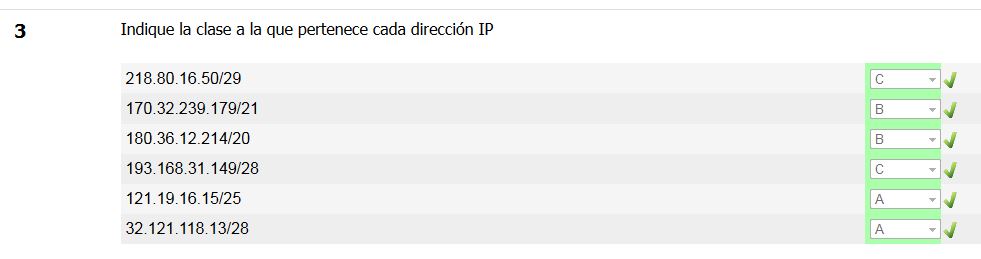 3 Indique la clase a la que pertenece cada dirección IP
218.80.16.50/29 C
170.32.239.179/21 B
180.36.12.214/20 B
193.168.31.149/28 C
121.19.16.15/25 A
32.121.118.13/28 A